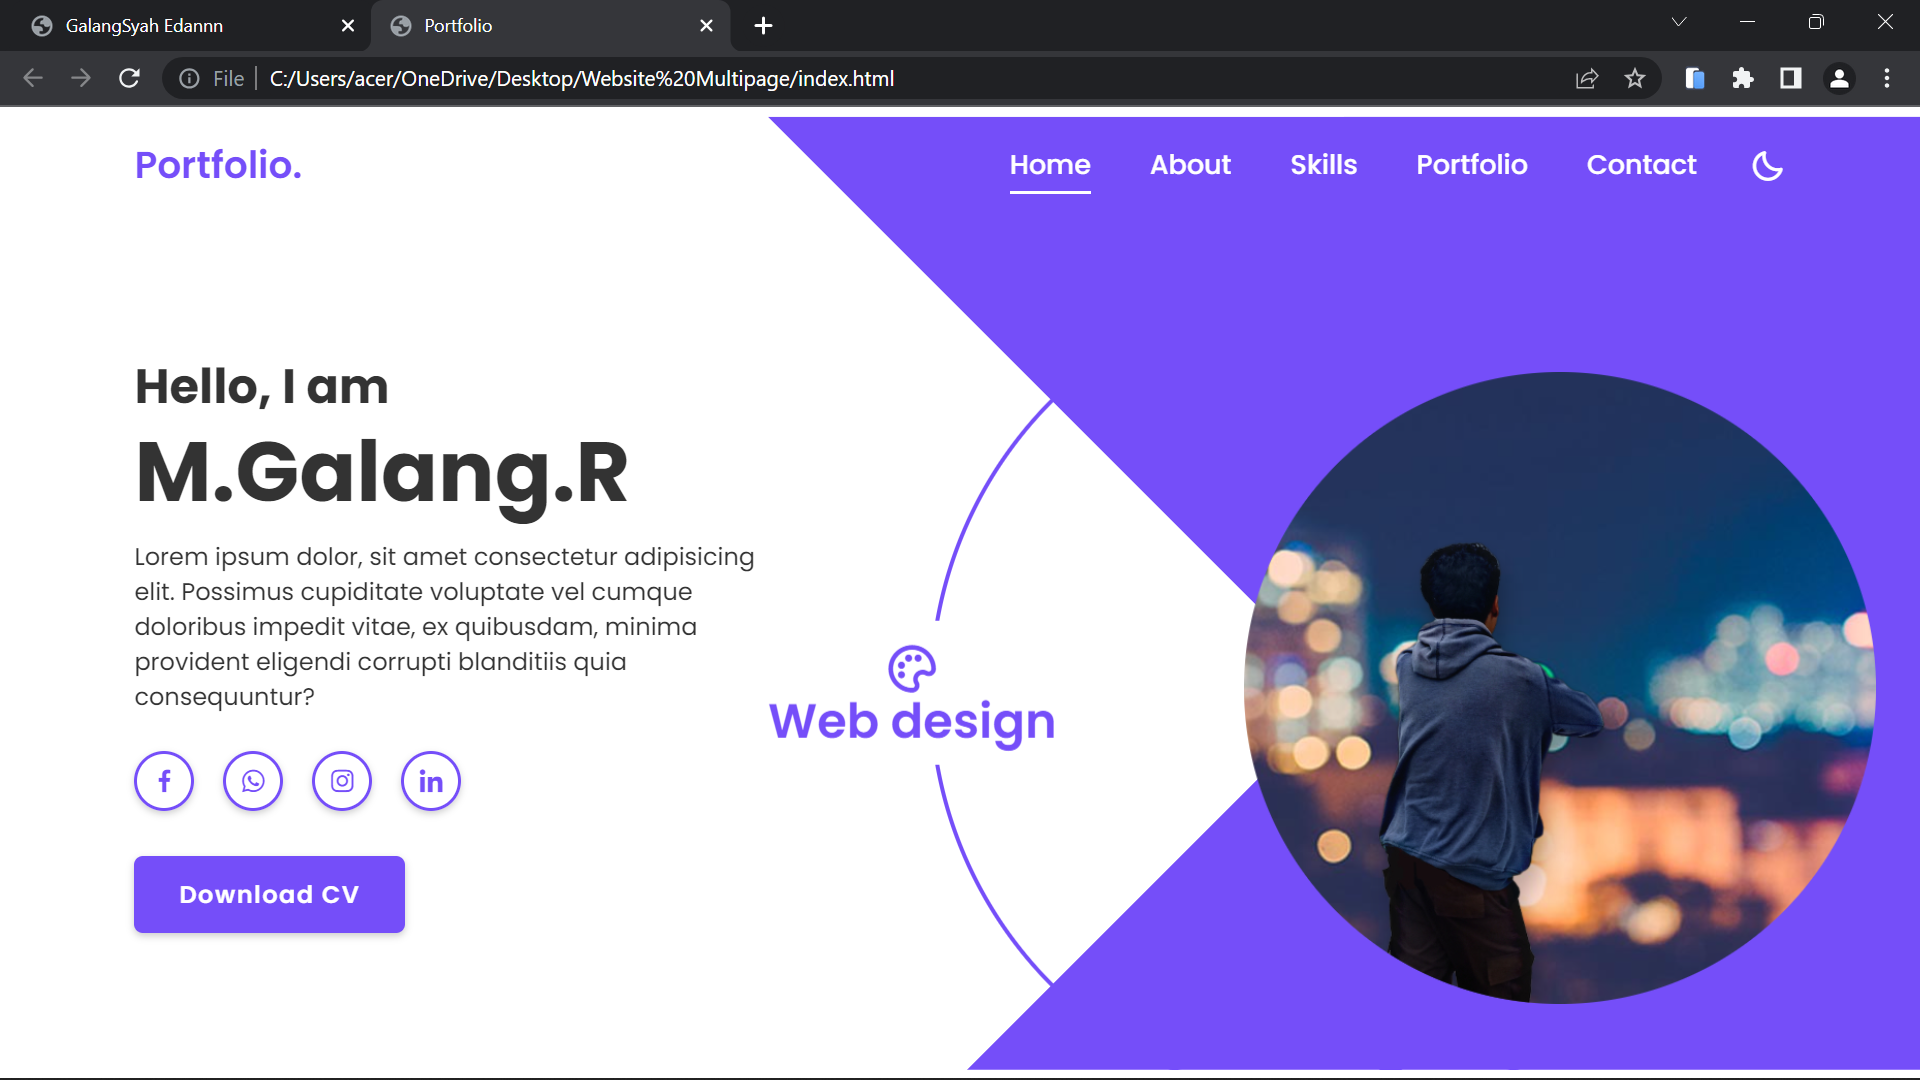 GalangSyah Edannn
Portfolio
File
C:/Users/acer/OneDrive/Desktop/Website%20Multipage/index.html
Portfolio.
Home
About
Skills
Portfolio
Contact
Hello, I am
M.Galang.R
Lorem ipsum dolor, sit amet consectetur adipisicing
elit. Possimus cupiditate voluptate vel cumque
doloribus impedit vitae, ex quibusdam, minima
provident eligendi corrupti blanditiis quia
consequuntur?
Web design
Download CV